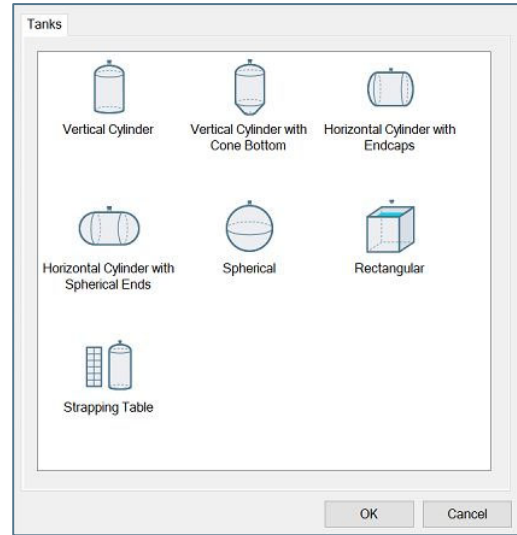 Tanks
Vertical Cylinder
Vertical Cylinder with
Cone Bottom
Horizontal Cylinder with
Endcaps
Horizontal Cylinder with
Spherical Ends
Spherical
Rectangular
Strapping Table
OK
Cancel